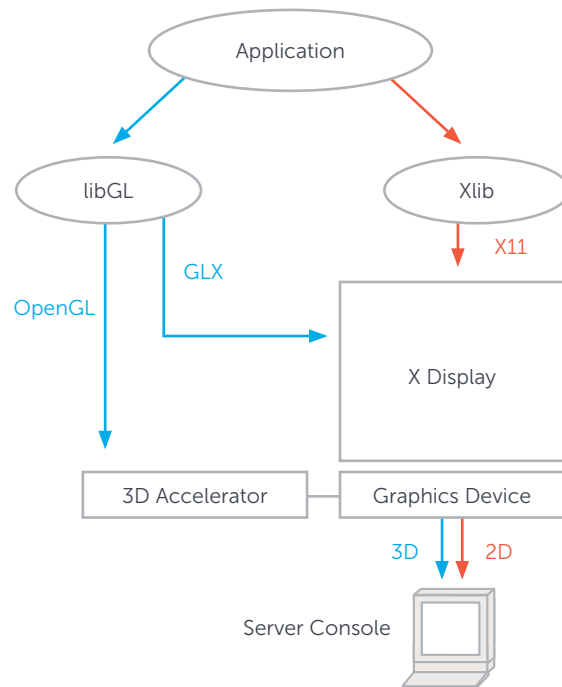 Application
libGL
Xlib
X11
GLX
OpenGL
X Display
3D Accelerator
Graphics Device
3D
2D
Server Console